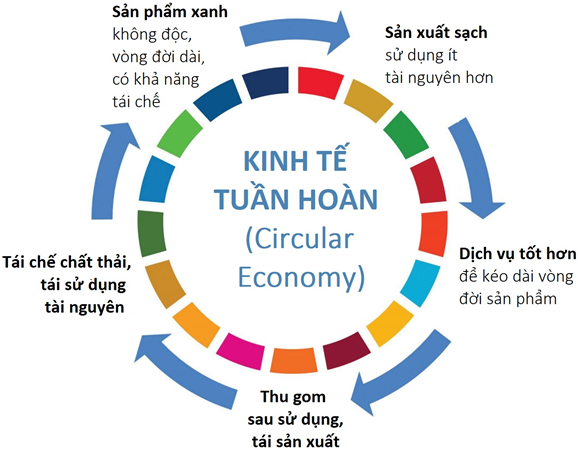 Sản phẩm xanh
không độc,
vòng đời dài,
có khả năng
tái chế
Sản xuất sạch
sử dụng ít
tài nguyên hơn
KINH TẾ
TUẦN HOÀN
(Circular
Economy)
Dịch vụ tốt hơn
để kéo dài vòng
đời sản phẩm
Tái chế chất thải,
tái sử dụng
tài nguyên
Thu gom
sau sử dụng,
tái sản xuất